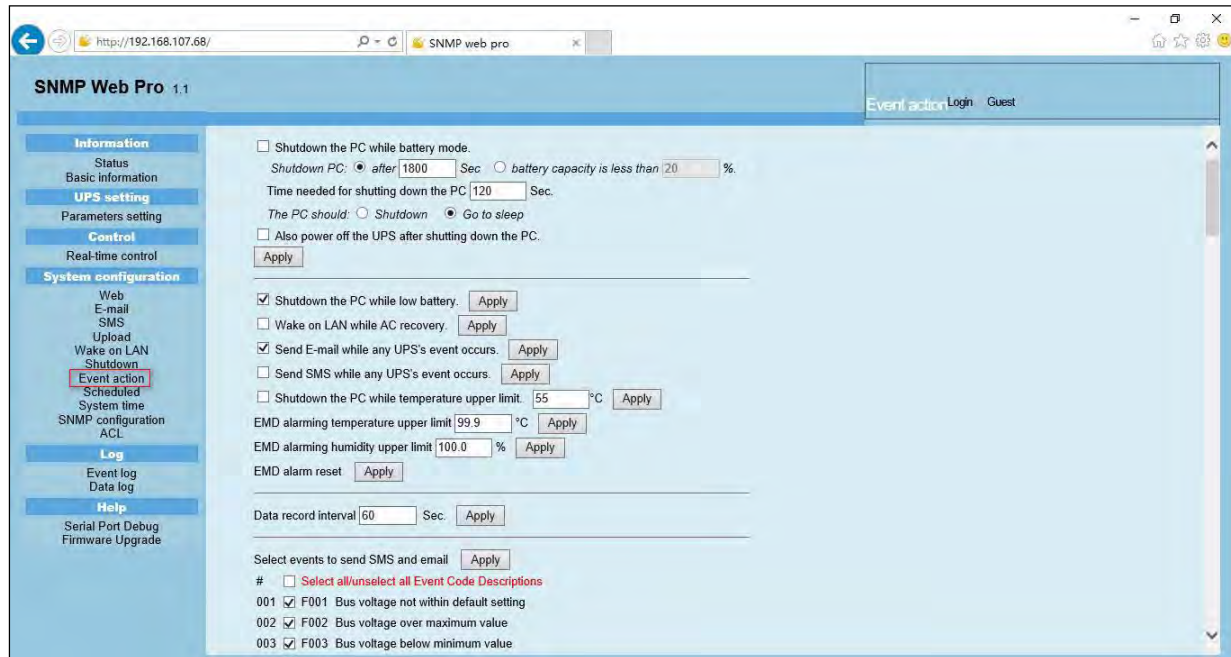 http://192.168.107.68/
SNMP web pro
SNMP Web Pro 1.1
Event action Login Guest
Information
Status
Basic information
UPS setting
Parameters setting
Control
Real-time control
System configuration
Web
E-mail
SMS
Upload
Wake on LAN
Shutdown
Event action
Scheduled
System time
SNMP configuration
ACL
Log
Event log
Data log
Help
Serial Port Debug
Firmware Upgrade
Shutdown the PC while battery mode.
Shutdown PC: after 1800 Sec battery capacity is less than 20 %.
Time needed for shutting down the PC 120 Sec.
The PC should: Shutdown Go to sleep
Also power off the UPS after shutting down the PC.
Apply
Shutdown the PC while low battery. Apply
Wake on LAN while AC recovery. Apply
Send E-mail while any UPS's event occurs. Apply
Send SMS while any UPS's event occurs. Apply
Shutdown the PC while temperature upper limit. 55 °C Apply
EMD alarming temperature upper limit 99.9 °C Apply
EMD alarming humidity upper limit 100.0 % Apply
EMD alarm reset Apply
Data record interval 60 Sec. Apply
Select events to send SMS and email Apply
# Select all/unselect all Event Code Descriptions
001 F001 Bus voltage not within default setting
002 F002 Bus voltage over maximum value
003 F003 Bus voltage below minimum value